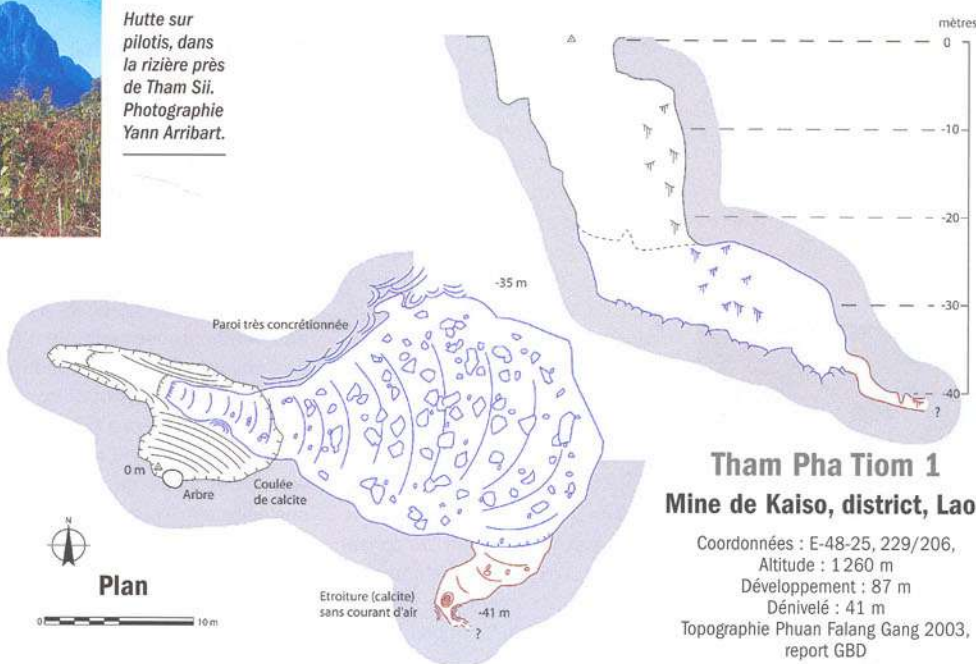 Hutte sur
pilotis, dans
la rizière près
de Tham Sii.
Photographie
Yann Arribart.
mètres
0
-10
-20
-30
-40
?
Paroi très concrétionnée
-35 m
0 m
Arbre
Coulée
de calcite
N
Plan
0
10 m
Etroiture (calcite)
sans courant d'air
-41 m
?
Tham Pha Tiom 1
Mine de Kaiso, district, Lao
Coordonnées : E-48-25, 229/206,
Altitude : 1260 m
Développement : 87 m
Dénivelé : 41 m
Topographie Phuan Falang Gang 2003,
report GBD